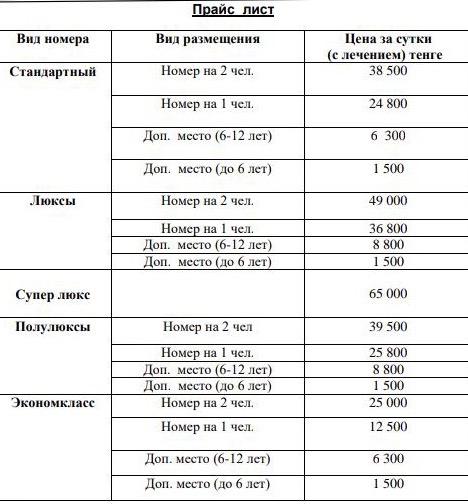 Прайс лист
Вид номера Вид размещения Цена за сутки
(с лечением) тенге
Стандартный Номер на 2 чел. 38 500
Номер на 1 чел. 24 800
Доп. место (6-12 лет) 6 300
Доп. место (до 6 лет) 1 500
Люксы Номер на 2 чел. 49 000
Номер на 1 чел. 36 800
Доп. место (6-12 лет) 8 800
Доп. место (до 6 лет) 1 500
Супер люкс 65 000
Полулюксы Номер на 2 чел 39 500
Номер на 1 чел. 25 800
Доп. место (6-12 лет) 8 800
Доп. место (до 6 лет) 1 500
Экономкласс Номер на 2 чел. 25 000
Номер на 1 чел. 12 500
Доп. место (6-12 лет) 6 300
Доп. место (до 6 лет) 1 500